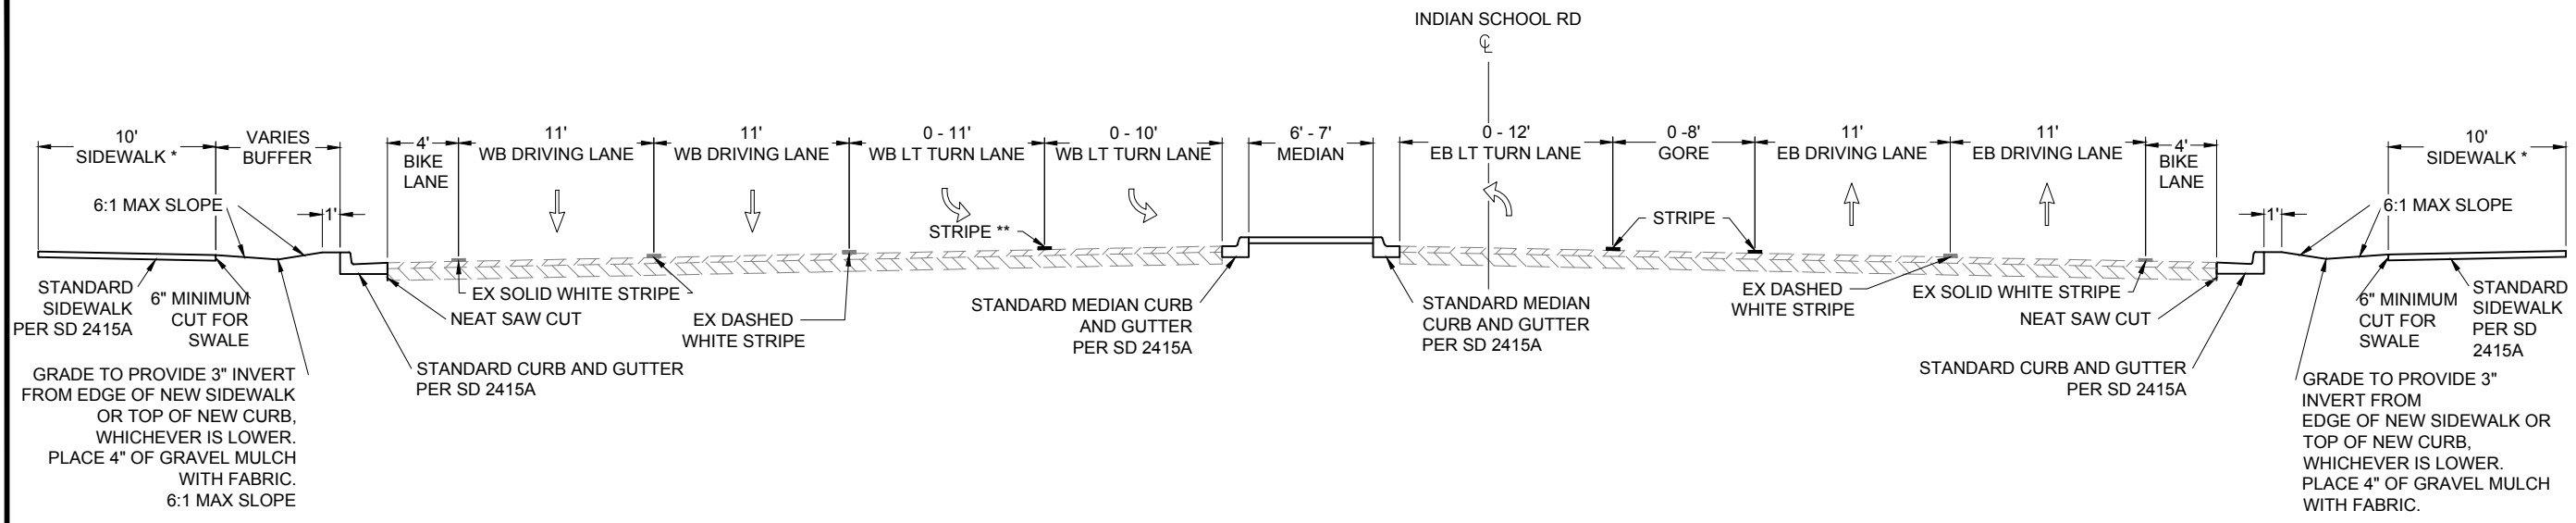 INDIAN SCHOOL RD
℄
10'
SIDEWALK *
VARIES
BUFFER
4'
BIKE
LANE
11'
WB DRIVING LANE
11'
WB DRIVING LANE
0 - 11'
WB LT TURN LANE
0 - 10'
WB LT TURN LANE
6' - 7'
MEDIAN
0 - 12'
EB LT TURN LANE
0 -8'
GORE
11'
EB DRIVING LANE
11'
EB DRIVING LANE
4'
BIKE
LANE
10'
SIDEWALK *
6:1 MAX SLOPE
1'
STRIPE **
STRIPE
1'
6:1 MAX SLOPE
STANDARD
SIDEWALK
PER SD 2415A
6" MINIMUM
CUT FOR
SWALE
EX SOLID WHITE STRIPE
NEAT SAW CUT
EX DASHED
WHITE STRIPE
STANDARD MEDIAN CURB
AND GUTTER
PER SD 2415A
STANDARD MEDIAN
CURB AND GUTTER
PER SD 2415A
EX DASHED
WHITE STRIPE
EX SOLID WHITE STRIPE
NEAT SAW CUT
6" MINIMUM
CUT FOR
SWALE
STANDARD
SIDEWALK
PER SD
2415A
GRADE TO PROVIDE 3" INVERT
FROM EDGE OF NEW SIDEWALK
OR TOP OF NEW CURB,
WHICHEVER IS LOWER.
PLACE 4" OF GRAVEL MULCH
WITH FABRIC.
6:1 MAX SLOPE
STANDARD CURB AND GUTTER
PER SD 2415A
STANDARD CURB AND GUTTER
PER SD 2415A
GRADE TO PROVIDE 3"
INVERT FROM
EDGE OF NEW SIDEWALK OR
TOP OF NEW CURB,
WHICHEVER IS LOWER.
PLACE 4" OF GRAVEL MULCH
WITH FABRIC.